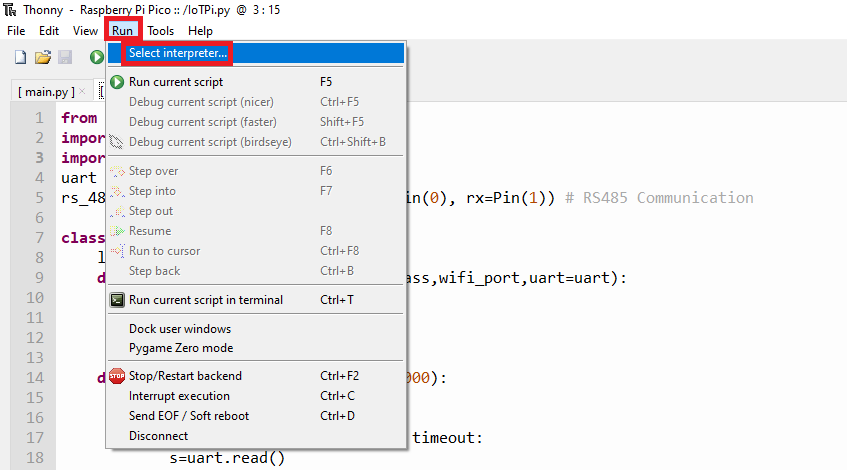 Thonny - Raspberry Pi Pico :: /IoTPi.py @ 3 : 15
File Edit View Run Tools Help
Select interpreter...
Run current script F5
[ main.py ] × [
Debug current script (nicer) Ctrl+F5
Debug current script (faster) Shift+F5
Debug current script (birdseye) Ctrl+Shift+B
Step over F6
Step into F7
Step out
Resume F8
Run to cursor Ctrl+F8
Step back Ctrl+B
Run current script in terminal Ctrl+T
Dock user windows
Pygame Zero mode
STOP Stop/Restart backend Ctrl+F2
Interrupt execution Ctrl+C
Send EOF / Soft reboot Ctrl+D
Disconnect
1 from
2 impor
3 impor
4 uart
5 rs_48 in(0), rx=Pin(1)) # RS485 Communication
6
7 class
8 l
9 d ass,wifi_port,uart=uart):
10
11
12
13
14 d 000):
15
16
17 timeout:
18 s=uart.read()